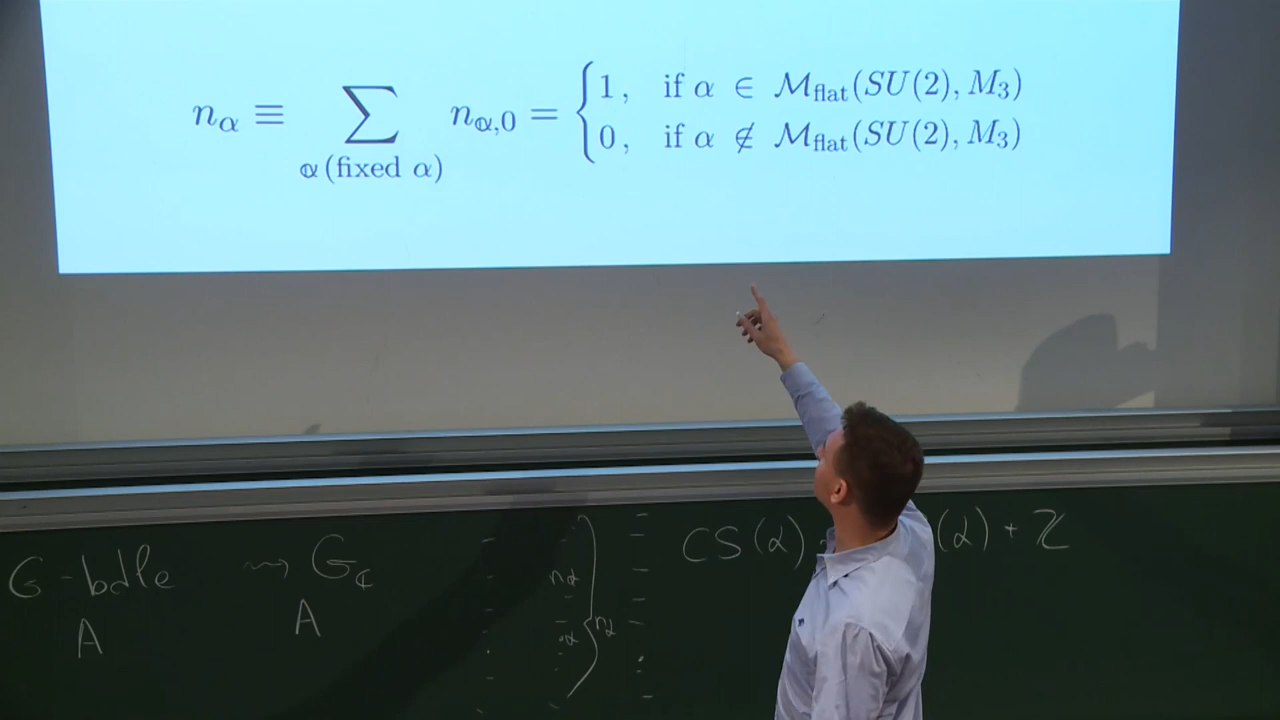 n_α ≡ ∑ n_{𝕒,0} = { 1, if α ∈ M_flat(SU(2), M_3)
0, if α ∉ M_flat(SU(2), M_3)
𝕒 (fixed α)
G-bdle ⇝ G_ℂ
A A
n_α
α } n_α
CS(α) (α) + ℤ